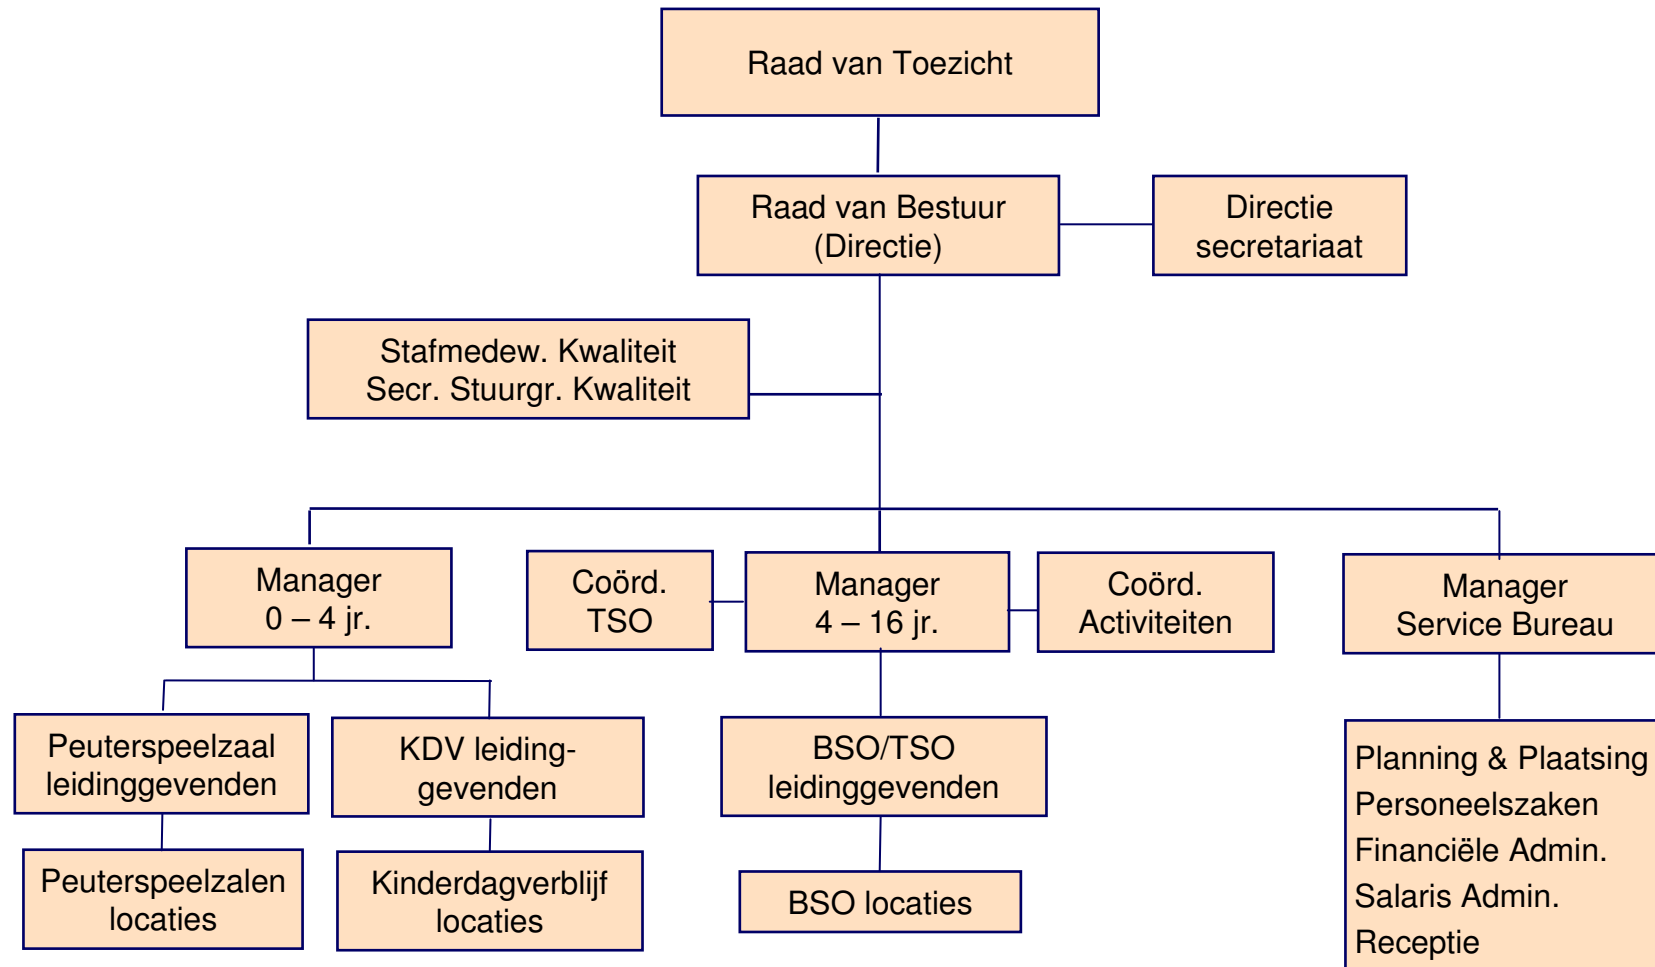 Raad van Toezicht
Raad van Bestuur
(Directie)
Directie
secretariaat
Stafmedew. Kwaliteit
Secr. Stuurgr. Kwaliteit
Manager
0 – 4 jr.
Coörd.
TSO
Manager
4 – 16 jr.
Coörd.
Activiteiten
Manager
Service Bureau
Peuterspeelzaal
leidinggevenden
KDV leiding-
gevenden
BSO/TSO
leidinggevenden
Planning & Plaatsing
Personeelszaken
Financiële Admin.
Salaris Admin.
Receptie
Peuterspeelzalen
locaties
Kinderdagverblijf
locaties
BSO locaties